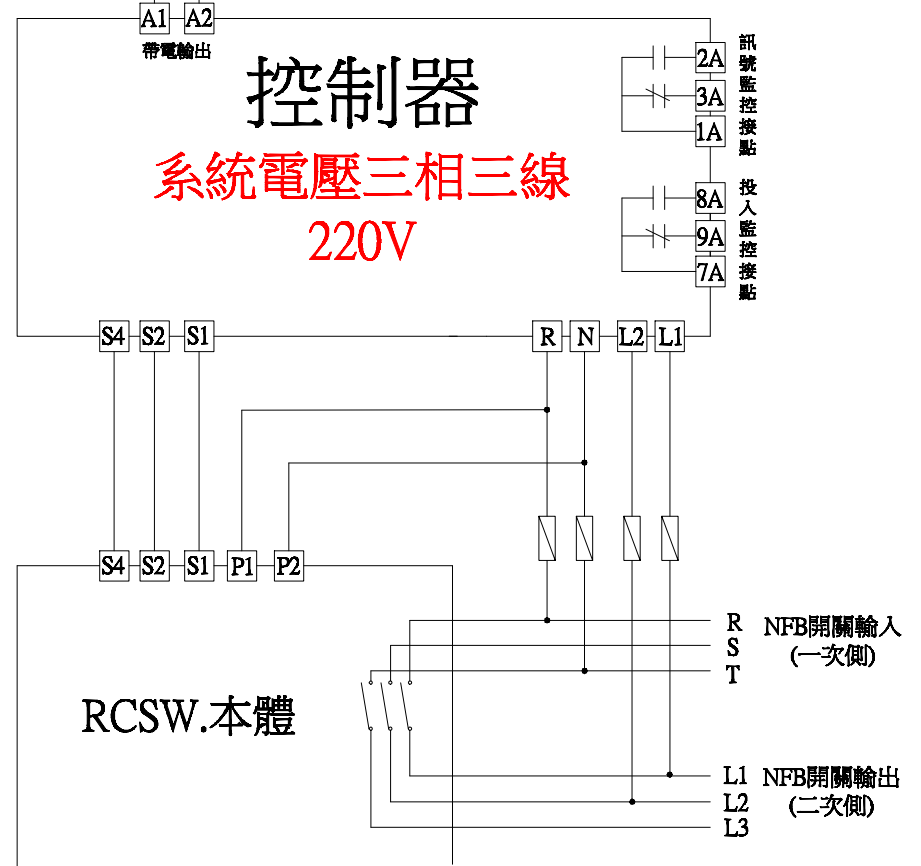 A1 A2
帶電輸出
控制器
系統電壓三相三線
220V
2A
3A
1A
訊號監控接點
8A
9A
7A
投入監控接點
S4 S2 S1 R N L2 L1
S4 S2 S1 P1 P2
RCSW.本體
R
S
T
NFB開關輸入
(一次側)
L1
L2
L3
NFB開關輸出
(二次側)